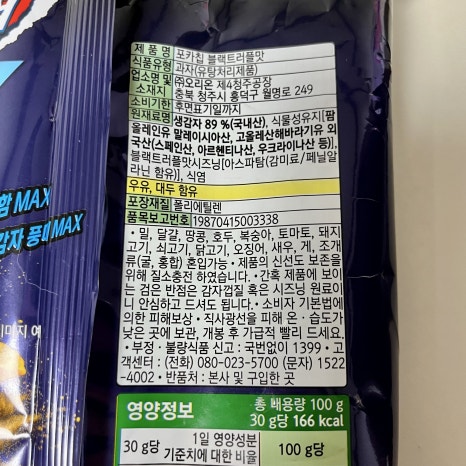 합 MAX
감자 풍미 MAX
미지 예
제 품 명 포카칩 블랙트러플맛
식품유형 과자(유탕처리제품)
업소명 및 소재지 ㈜오리온 제4청주공장
충북 청주시 흥덕구 월명로 249
소비기한 후면표기일까지
원재료명 생감자 89 %(국내산), 식물성유지[팜
올레인유 말레이시아산, 고올레산해바라기유 외
국산(스페인산, 아르헨티나산, 우크라이나산 등)],
블랙트러플맛시즈닝[아스파탐(감미료/페닐알
라닌 함유)], 식염
우유, 대두 함유
포장재질 폴리에틸렌
품목보고번호 19870415003338
• 밀, 달걀, 땅콩, 호두, 복숭아, 토마토, 돼지
고기, 쇠고기, 닭고기, 오징어, 새우, 게, 조개
류(굴, 홍합) 혼입가능 • 제품의 신선도 보존을
위해 질소충전 하였습니다. • 간혹 제품에 보이
는 검은 반점은 감자껍질 혹은 시즈닝 원료이
니 안심하고 드셔도 됩니다. • 소비자 기본법에
의한 피해보상 • 직사광선을 피해 온 · 습도가
낮은 곳에 보관, 개봉 후 가급적 빨리 드세요.
• 부정 · 불량식품 신고 : 국번없이 1399 • 고
객센터 : (전화) 080-023-5700 (문자) 1522
-4002 • 반품처 : 본사 및 구입한 곳
영양정보 총 내용량 100 g
30 g당 166 kcal
30 g당 1일 영양성분 기준치에 대한 비율 100 g당